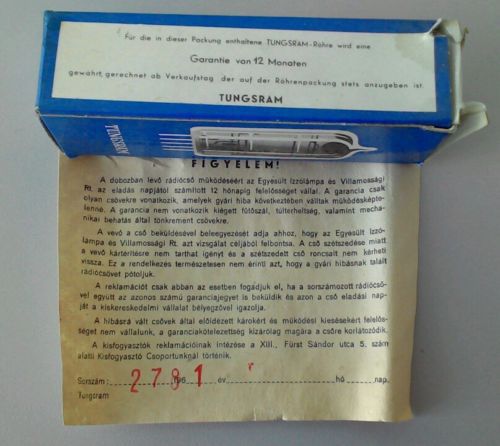 Für die in dieser Packung enthaltene TUNGSRAM-Röhre wird eine
Garantie von 12 Monaten
gewährt, gerechnet ab Verkaufstag der auf der Röhrenpackung stets anzugeben ist.
TUNGSRAM
TUNGSRAM
FIGYELEM!
A dobozban lévő rádiócső működéséért az Egyesült Izzólámpa és Villamossági
Rt. az eladás napjától számított 12 hónapig felelősséget vállal. A garancia csak
olyan csövekre vonatkozik, amelyek gyári hiba következtében váltak működésképte-
lenné. A garancia nem vonatkozik kiégett fűtőszál, túlterheltség, valamint mecha-
nikai behatás által tönkrement csövekre.
A vevő a cső beküldésével beleegyezését adja ahhoz, hogy az Egyesült Izzó-
lámpa és Villamossági Rt. azt vizsgálat céljából felbontsa. A cső szétszedése miatt
a vevő kártérítésre nem tarthat igényt és a szétszedett cső roncsait nem kérheti
vissza. Ez a rendelkezés természetesen nem érinti azt, hogy a gyári hibásnak talált
rádiócsövet pótoljuk.
A reklamációt csak abban az esetben fogadjuk el, ha a sorszámozott rádiócső-
vel együtt az azonos számú garanciajegyet is beküldik és azon a cső eladási nap-
ját a kiskereskedelmi vállalat bélyegzővel igazolja.
A hibásrá vált csövek által előidézett károkért és működési kiesésekért felelős-
séget nem vállalunk, a garanciakötelezettség kizárólag magára a csőre korlátozódik.
A kisfogyasztók reklamációinak intézése a XIII., Fürst Sándor utca 5. szám
alatti Kisfogyasztó Csoportunknál történik.
Sorszám: 2781 196 év hó nap.
Tungsram